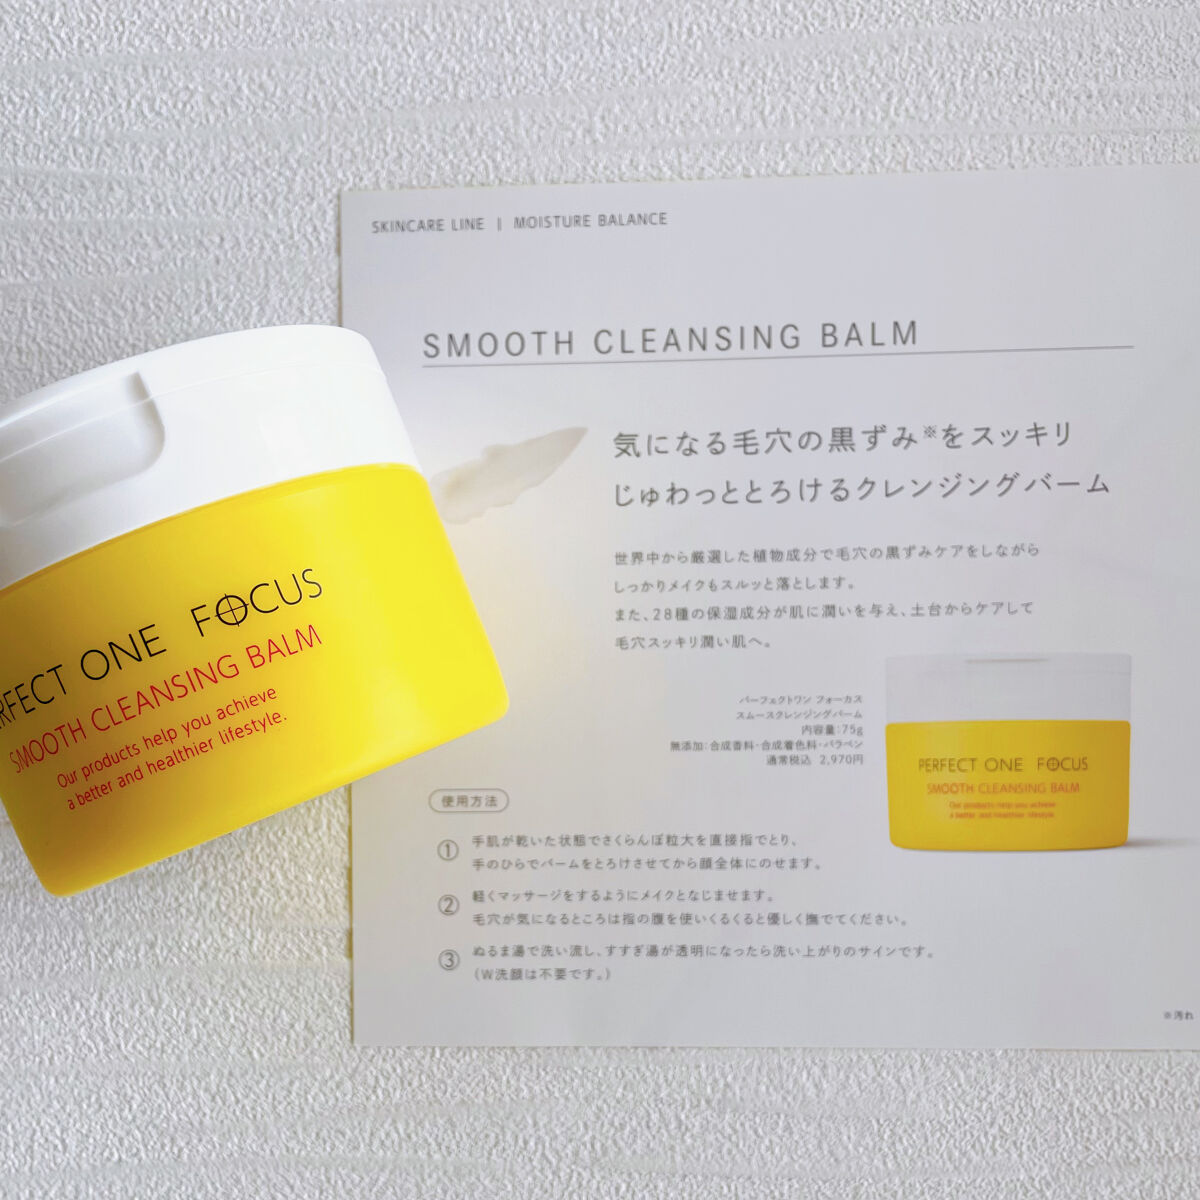 SKINCARE LINE | MOISTURE BALANCE
SMOOTH CLEANSING BALM
気になる毛穴の黒ずみ※をスッキリ
じゅわっととろけるクレンジングバーム
世界中から厳選した植物成分で毛穴の黒ずみケアをしながら
しっかりメイクもスルッと落とします。
また、28種の保湿成分が肌に潤いを与え、土台からケアして
毛穴スッキリ潤い肌へ。
パーフェクトワン フォーカス
スムースクレンジングバーム
内容量:75g
無添加:合成香料・合成着色料・パラベン
通常税込 2,970円
PERFECT ONE FOCUS
SMOOTH CLEANSING BALM
Our products help you achieve
a better and healthier lifestyle.
使用方法
① 手肌が乾いた状態でさくらんぼ粒大を直接指でとり、
手のひらでバームをとろけさせてから顔全体にのせます。
② 軽くマッサージをするようにメイクとなじませます。
毛穴が気になるところは指の腹を使いくるくると優しく撫でてください。
③ ぬるま湯で洗い流し、すすぎ湯が透明になったら洗い上がりのサインです。
(W洗顔は不要です。)
※汚れ
RFECT ONE FOCUS
SMOOTH CLEANSING BALM
Our products help you achieve
a better and healthier lifestyle.